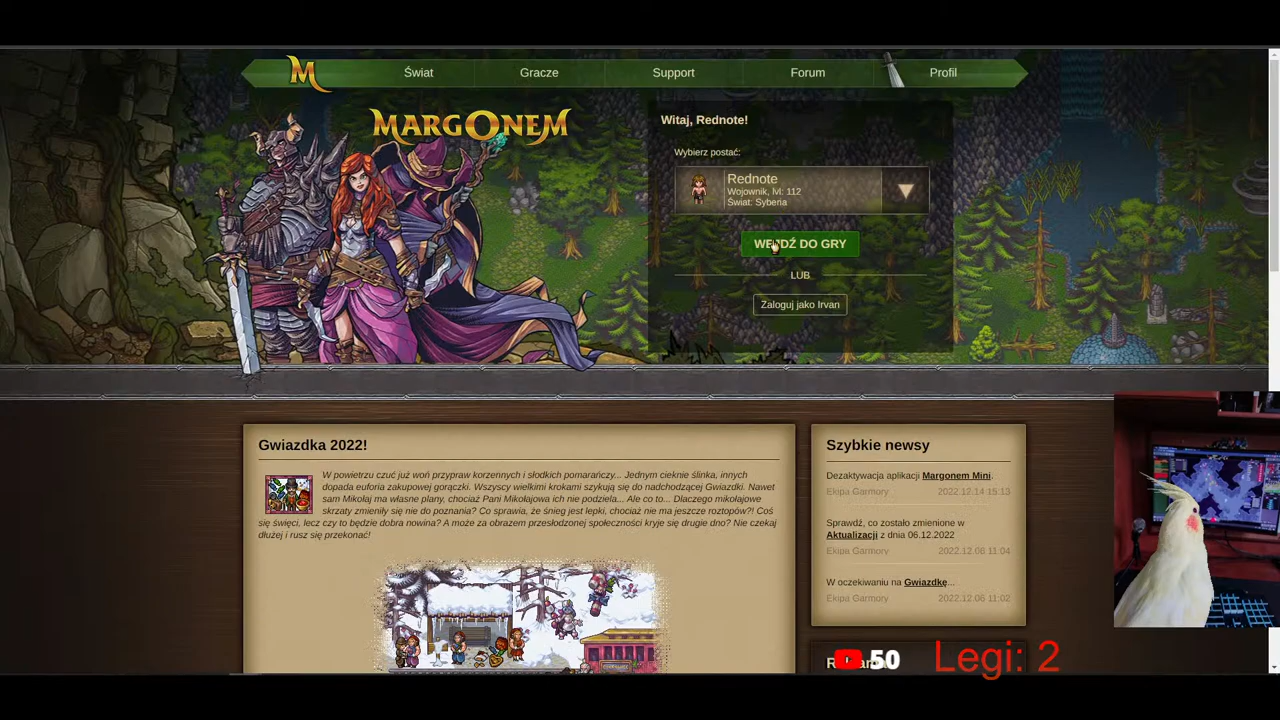 M
Świat
Gracze
Support
Forum
Profil
MARGONEM
Witaj, Rednote!
Wybierz postać:
Rednote
Wojownik, lvl: 112
Świat: Syberia
WEJDŹ DO GRY
LUB
Zaloguj jako Irvan
Gwiazdka 2022!
W powietrzu czuć już woń przypraw korzennych i słodkich pomarańczy... Jednym cieknie ślinka, innych
dopada euforia zakupowej gorączki. Wszyscy wielkimi krokami szykują się do nadchodzącej Gwiazdki. Nawet
sam Mikołaj ma własne plany, chociaż Pani Mikołajowa ich nie podziela... Ale co to... Dlaczego mikołajowe
skrzaty zmieniły się nie do poznania? Co sprawia, że śnieg jest lepki, chociaż nie ma jeszcze roztopów?! Coś
się święci, lecz czy to będzie dobra nowina? A może za obrazem przesłodzonej społeczności kryje się drugie dno? Nie czekaj
dłużej i rusz się przekonać!
Szybkie newsy
Dezaktywacja aplikacji Margonem Mini.
Ekipa Garmory 2022.12.14 15:13
Sprawdź, co zostało zmienione w
Aktualizacji z dnia 06.12.2022
Ekipa Garmory 2022.12.06 11:04
W oczekiwaniu na Gwiazdkę...
Ekipa Garmory 2022.12.06 11:02
50
Legi: 2